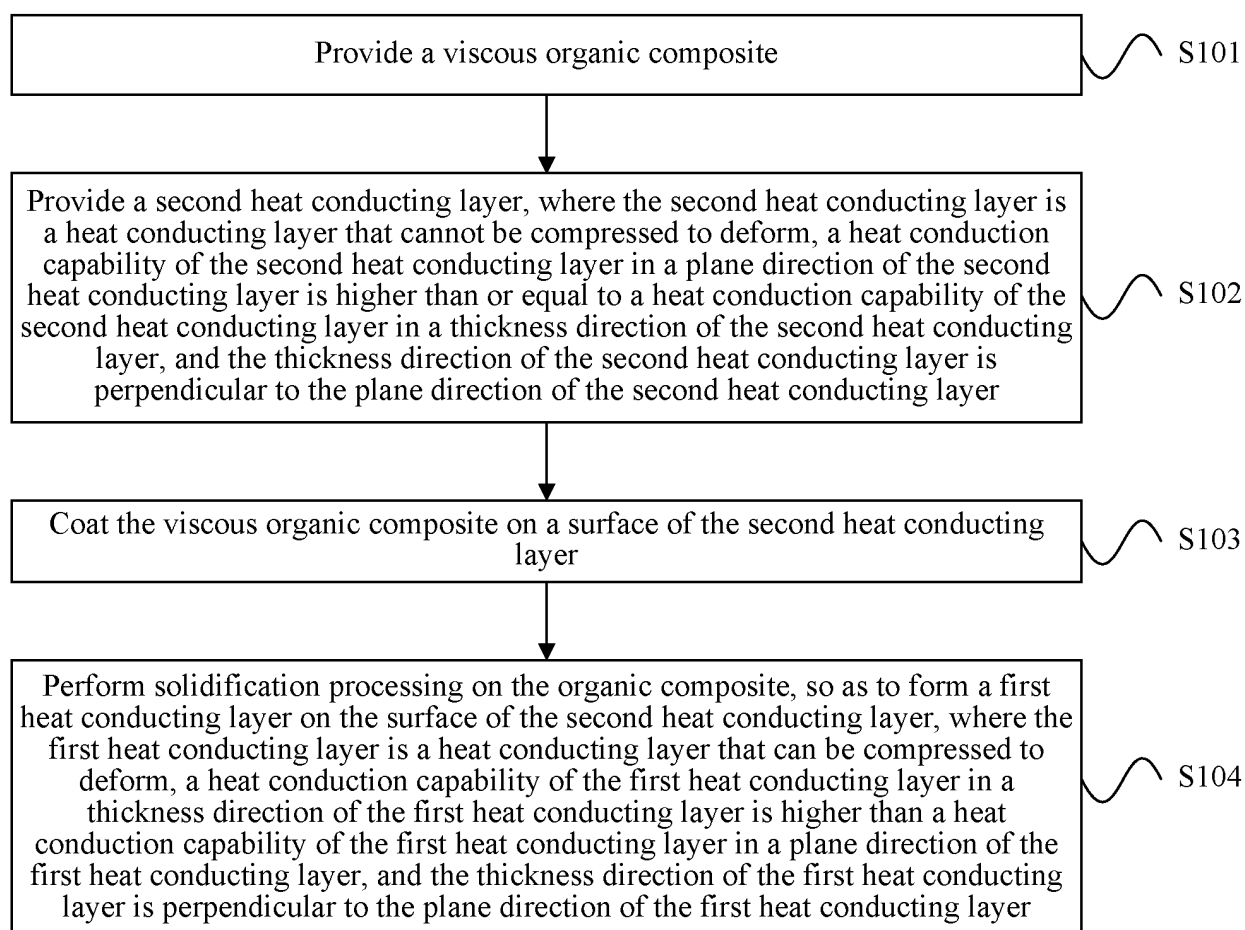 Provide a viscous organic composite
S101
Provide a second heat conducting layer, where the second heat conducting layer is
a heat conducting layer that cannot be compressed to deform, a heat conduction
capability of the second heat conducting layer in a plane direction of the second
heat conducting layer is higher than or equal to a heat conduction capability of the
second heat conducting layer in a thickness direction of the second heat conducting
layer, and the thickness direction of the second heat conducting layer is
perpendicular to the plane direction of the second heat conducting layer
S102
Coat the viscous organic composite on a surface of the second heat conducting
layer
S103
Perform solidification processing on the organic composite, so as to form a first
heat conducting layer on the surface of the second heat conducting layer, where the
first heat conducting layer is a heat conducting layer that can be compressed to
deform, a heat conduction capability of the first heat conducting layer in a
thickness direction of the first heat conducting layer is higher than a heat
conduction capability of the first heat conducting layer in a plane direction of the
first heat conducting layer, and the thickness direction of the first heat conducting
layer is perpendicular to the plane direction of the first heat conducting layer
S104